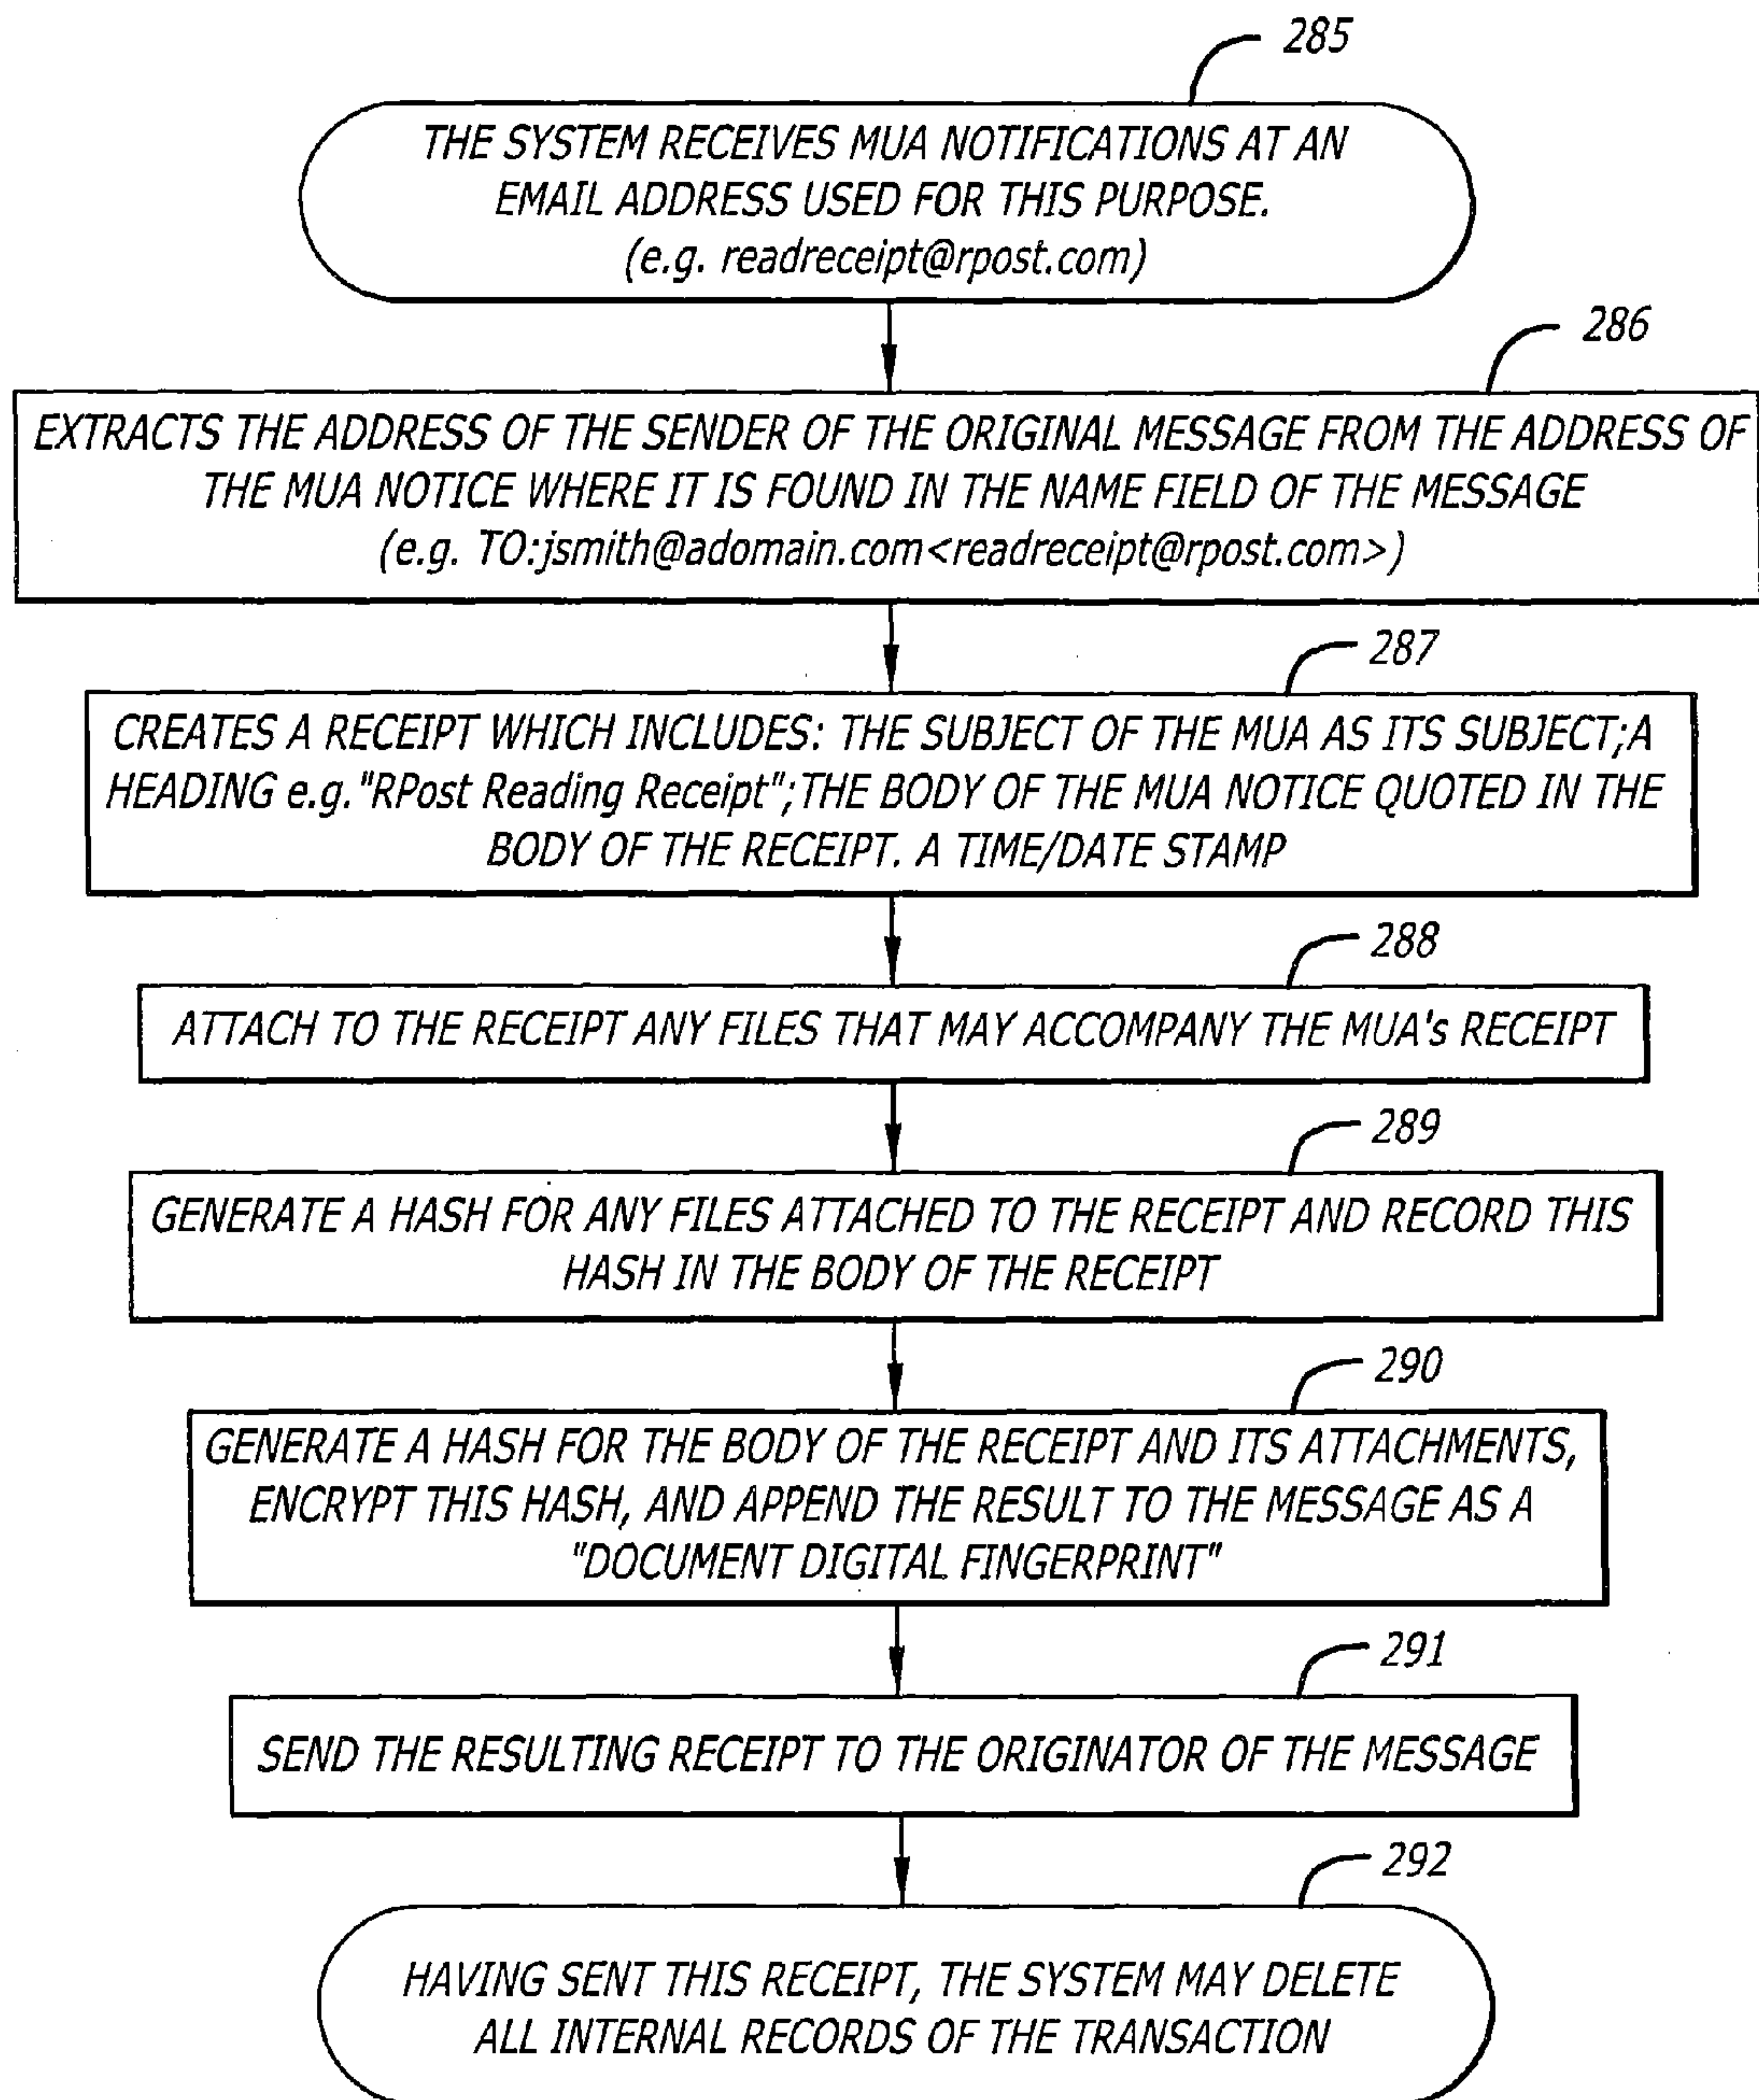 285
THE SYSTEM RECEIVES MUA NOTIFICATIONS AT AN
EMAIL ADDRESS USED FOR THIS PURPOSE.
(e.g. readreceipt@rpost.com)
286
EXTRACTS THE ADDRESS OF THE SENDER OF THE ORIGINAL MESSAGE FROM THE ADDRESS OF
THE MUA NOTICE WHERE IT IS FOUND IN THE NAME FIELD OF THE MESSAGE
(e.g. TO:jsmith@adomain.com<readreceipt@rpost.com>)
287
CREATES A RECEIPT WHICH INCLUDES: THE SUBJECT OF THE MUA AS ITS SUBJECT;A
HEADING e.g."RPost Reading Receipt";THE BODY OF THE MUA NOTICE QUOTED IN THE
BODY OF THE RECEIPT. A TIME/DATE STAMP
288
ATTACH TO THE RECEIPT ANY FILES THAT MAY ACCOMPANY THE MUA's RECEIPT
289
GENERATE A HASH FOR ANY FILES ATTACHED TO THE RECEIPT AND RECORD THIS
HASH IN THE BODY OF THE RECEIPT
290
GENERATE A HASH FOR THE BODY OF THE RECEIPT AND ITS ATTACHMENTS,
ENCRYPT THIS HASH, AND APPEND THE RESULT TO THE MESSAGE AS A
"DOCUMENT DIGITAL FINGERPRINT"
291
SEND THE RESULTING RECEIPT TO THE ORIGINATOR OF THE MESSAGE
292
HAVING SENT THIS RECEIPT, THE SYSTEM MAY DELETE
ALL INTERNAL RECORDS OF THE TRANSACTION